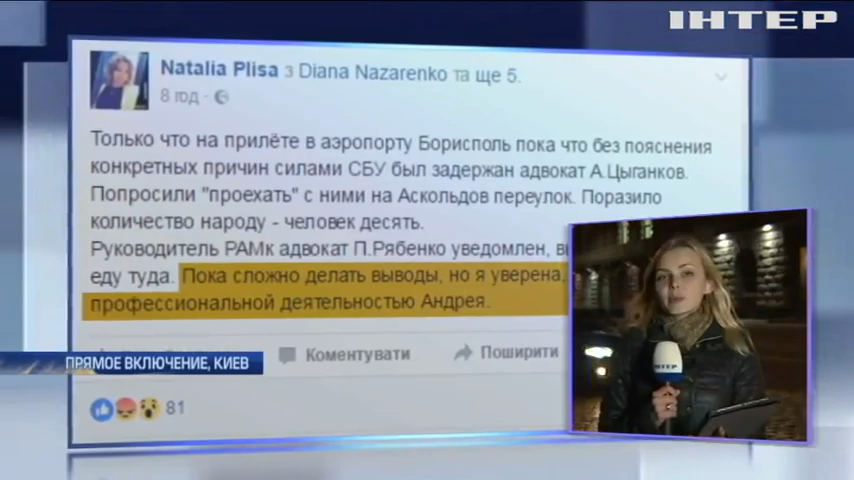 ІНТЕР
Natalia Plisa з Diana Nazarenko та ще 5.
8 год ·
Только что на прилёте в аэропорту Борисполь пока что без пояснения
конкретных причин силами СБУ был задержан адвокат А.Цыганков.
Попросили "проехать" с ними на Аскольдов переулок. Поразило
количество народу - человек десять.
Руководитель РАМк адвокат П.Рябенко уведомлен,
еду туда. Пока сложно делать выводы, но я уверена,
профессиональной деятельностью Андрея.
ПРЯМОЕ ВКЛЮЧЕНИЕ, КИЕВ
Коментувати
Поширити
81
ІНТЕР